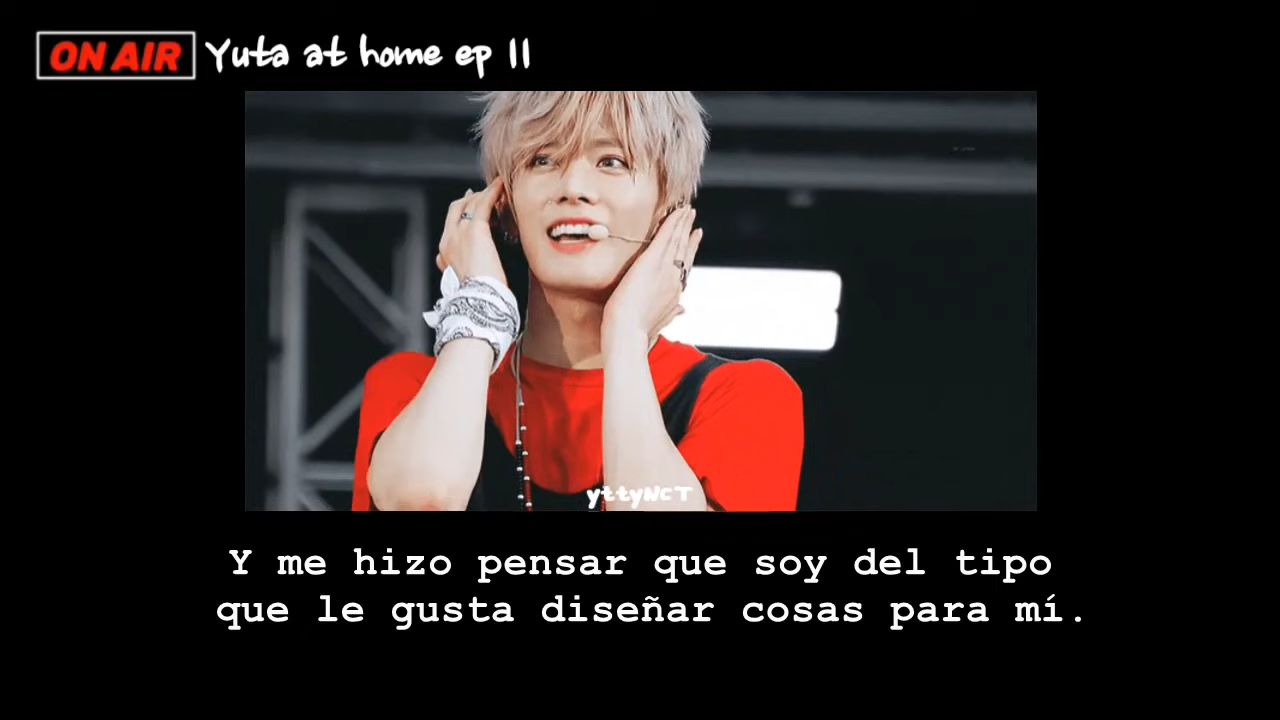 ON AIR Yuta at home ep 11
yttyNCT
Y me hizo pensar que soy del tipo
que le gusta diseñar cosas para mí.